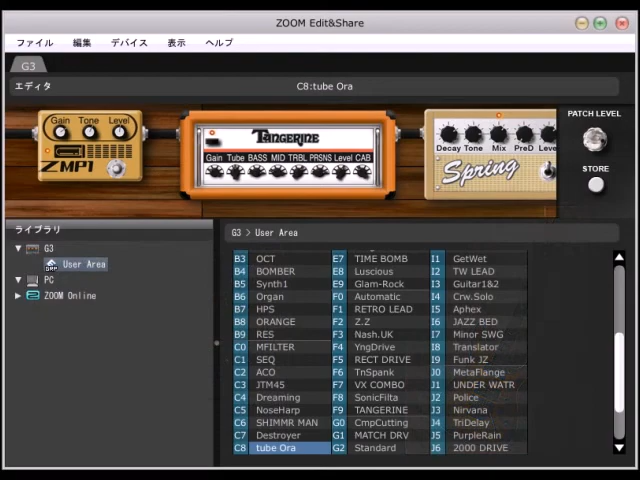 ZOOM Edit&Share
ファイル 編集 デバイス 表示 ヘルプ
G3
エディタ C8:tube Ora
PATCH LEVEL
STORE
Gain Tone Level
ZMP1
TANGERINE
Gain Tube BASS MID TRBL PRSNS Level CAB
Decay Tone Mix PreD Leve
Spring
ライブラリ
▼ G3
User Area
▼ PC
▶ ZOOM Online
G3 > User Area
B3 OCT E7 TIME BOMB I1 GetWet
B4 BOMBER E8 Luscious I2 TW LEAD
B5 Synth1 E9 Glam-Rock I3 Guitar1&2
B6 Organ F0 Automatic I4 Crw.Solo
B7 HPS F1 RETRO LEAD I5 Aphex
B8 ORANGE F2 Z.Z I6 JAZZ BED
B9 RES F3 Nash.UK I7 Minor SWG
C0 MFILTER F4 YngDrive I8 Translator
C1 SEQ F5 RECT DRIVE I9 Funk JZ
C2 ACO F6 TnSpank J0 MetaFlange
C3 JTM45 F7 VX COMBO J1 UNDER WATR
C4 Dreaming F8 SonicFilta J2 Police
C5 NoseHarp F9 TANGERINE J3 Nirvana
C6 SHIMMR MAN G0 CmpCutting J4 TriDelay
C7 Destroyer G1 MATCH DRV J5 PurpleRain
C8 tube Ora G2 Standard J6 2000 DRIVE